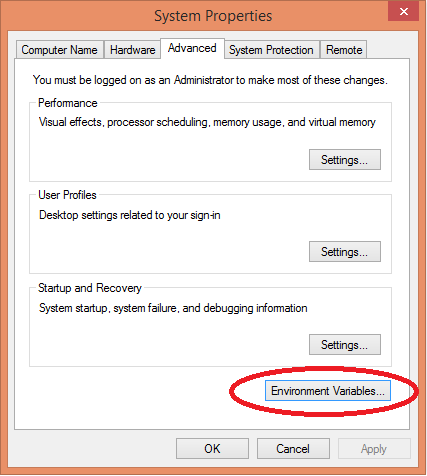 System Properties
Computer Name Hardware Advanced System Protection Remote
You must be logged on as an Administrator to make most of these changes.
Performance
Visual effects, processor scheduling, memory usage, and virtual memory
Settings...
User Profiles
Desktop settings related to your sign-in
Settings...
Startup and Recovery
System startup, system failure, and debugging information
Settings...
Environment Variables...
OK Cancel Apply